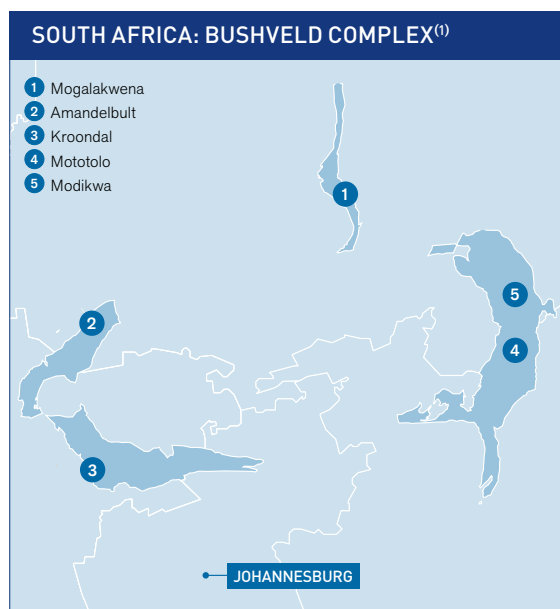 SOUTH AFRICA: BUSHVELD COMPLEX(1)
1 Mogalakwena
2 Amandelbult
3 Kroondal
4 Mototolo
5 Modikwa
1
5
2
4
3
JOHANNESBURG